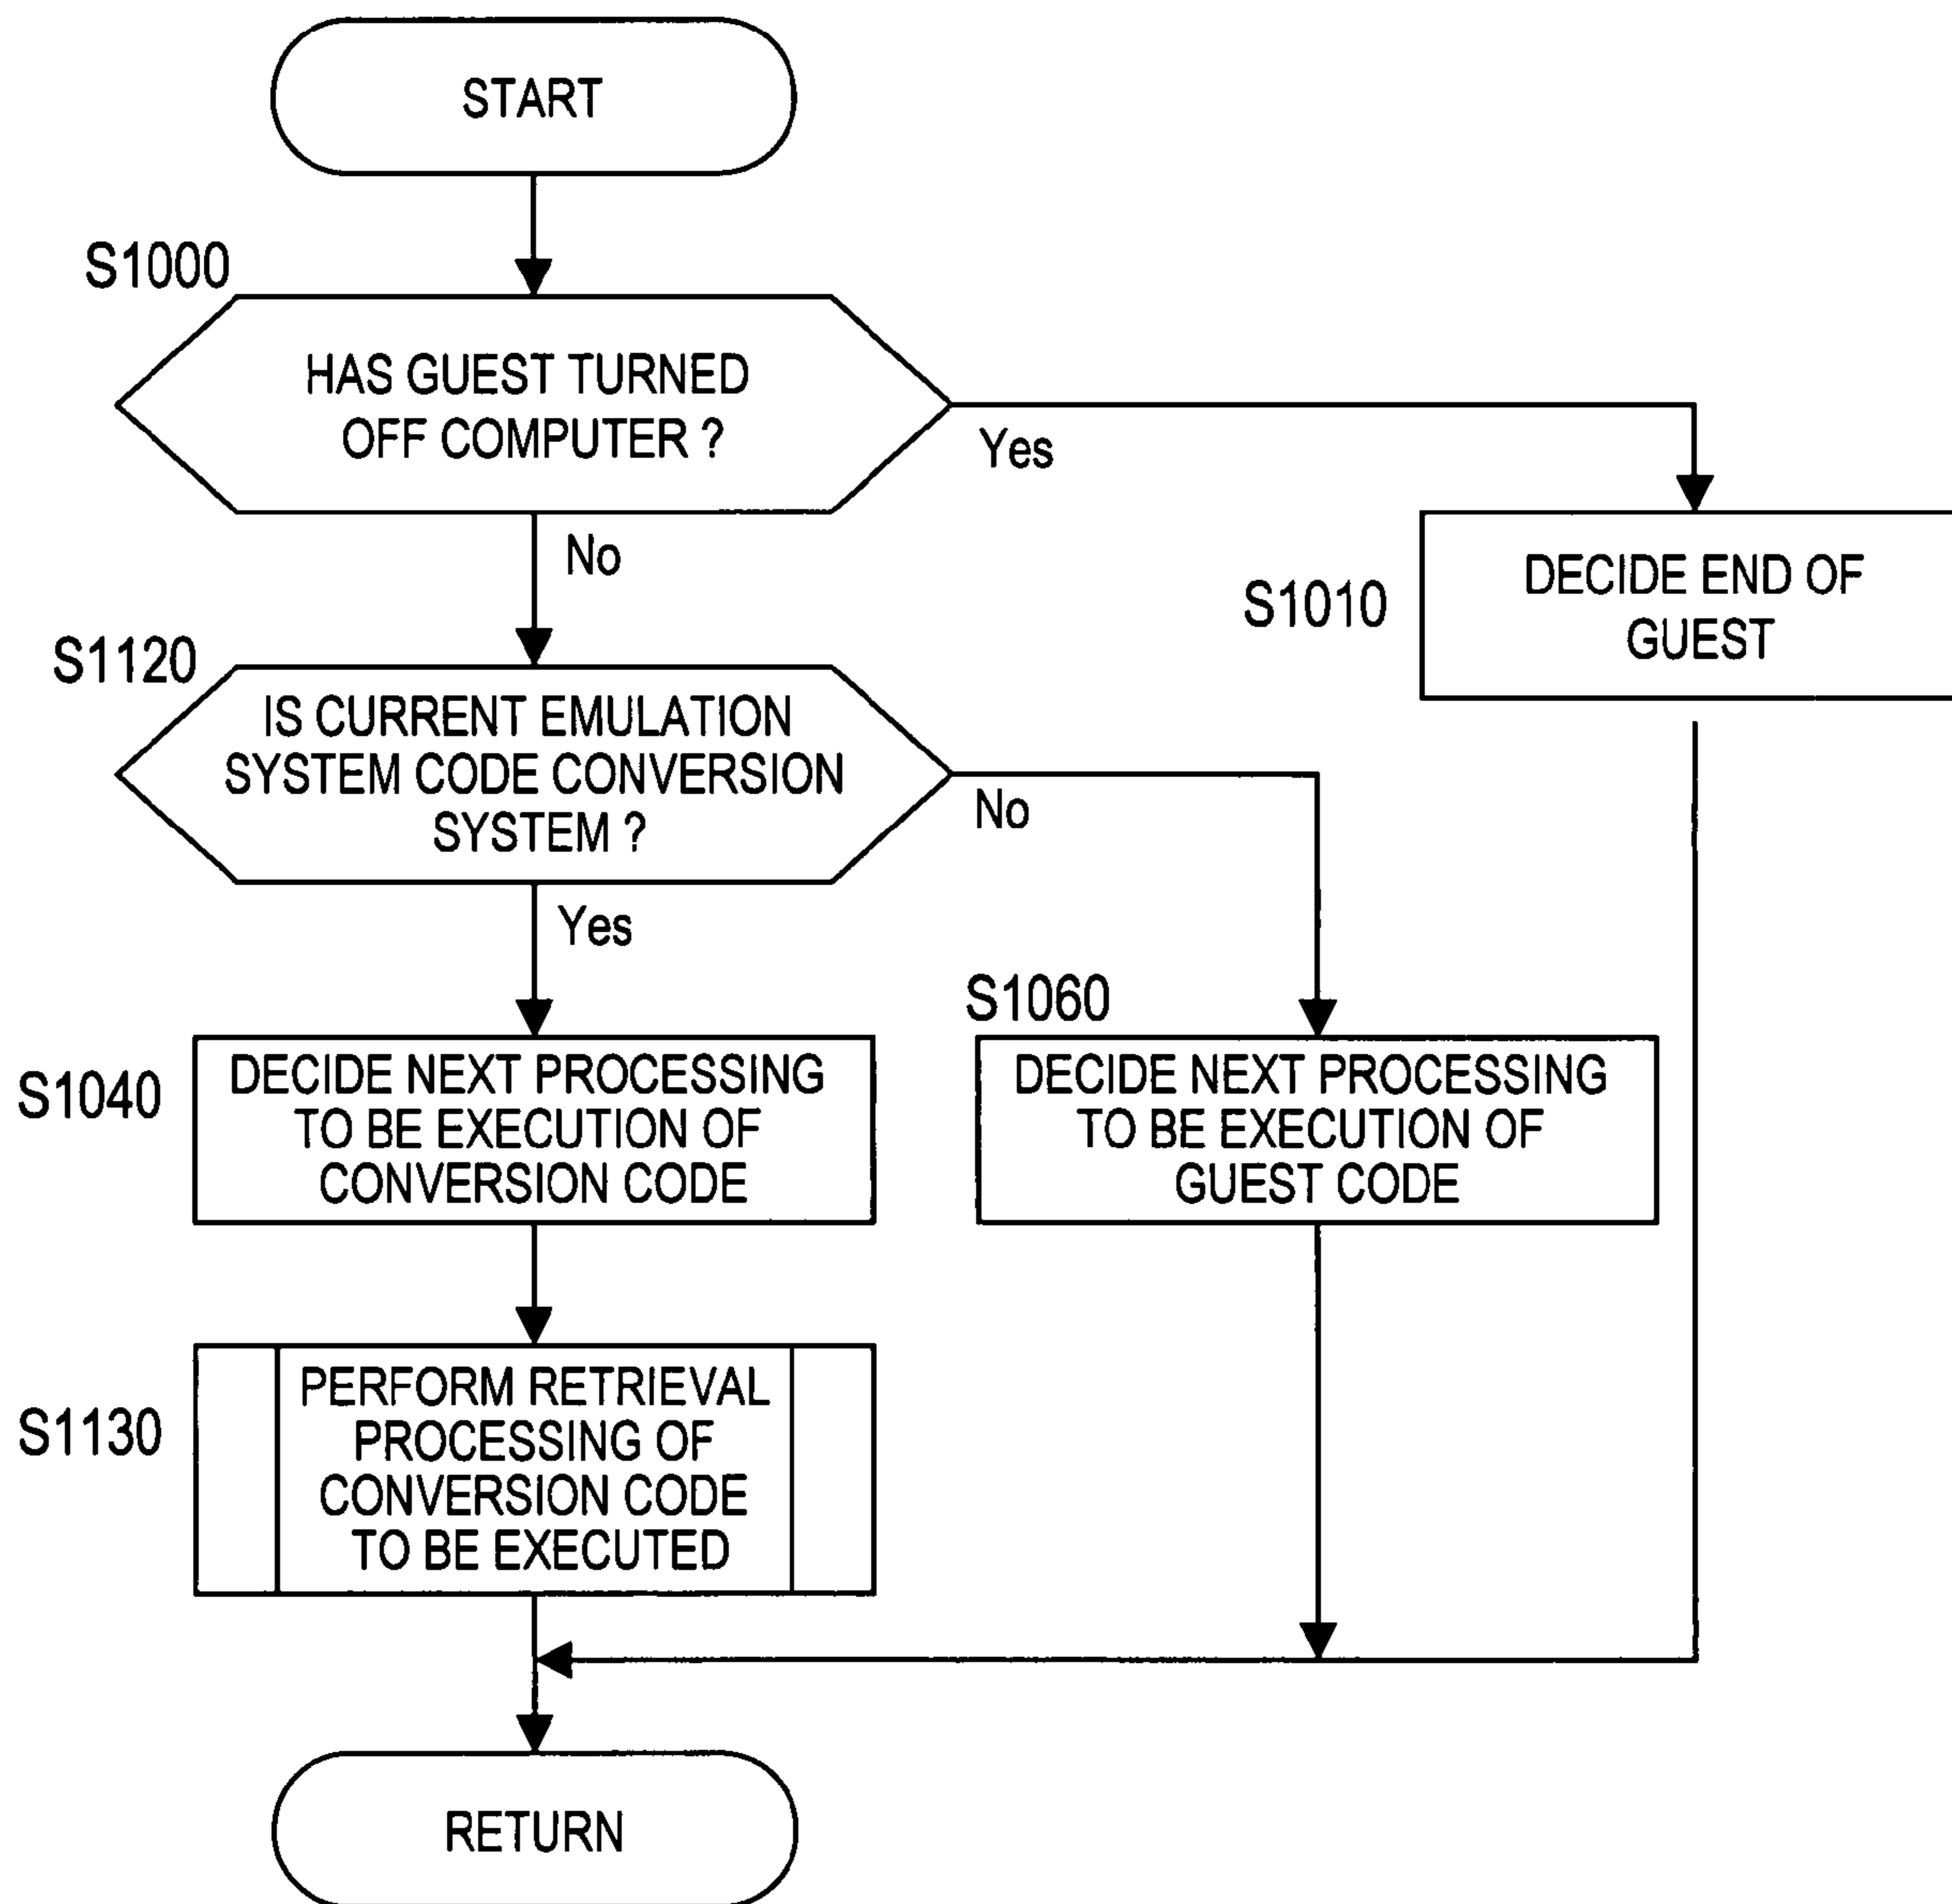 START
S1000
HAS GUEST TURNED
OFF COMPUTER ?
Yes
No
S1010
DECIDE END OF
GUEST
S1120
IS CURRENT EMULATION
SYSTEM CODE CONVERSION
SYSTEM ?
No
Yes
S1040
DECIDE NEXT PROCESSING
TO BE EXECUTION OF
CONVERSION CODE
S1060
DECIDE NEXT PROCESSING
TO BE EXECUTION OF
GUEST CODE
S1130
PERFORM RETRIEVAL
PROCESSING OF
CONVERSION CODE
TO BE EXECUTED
RETURN